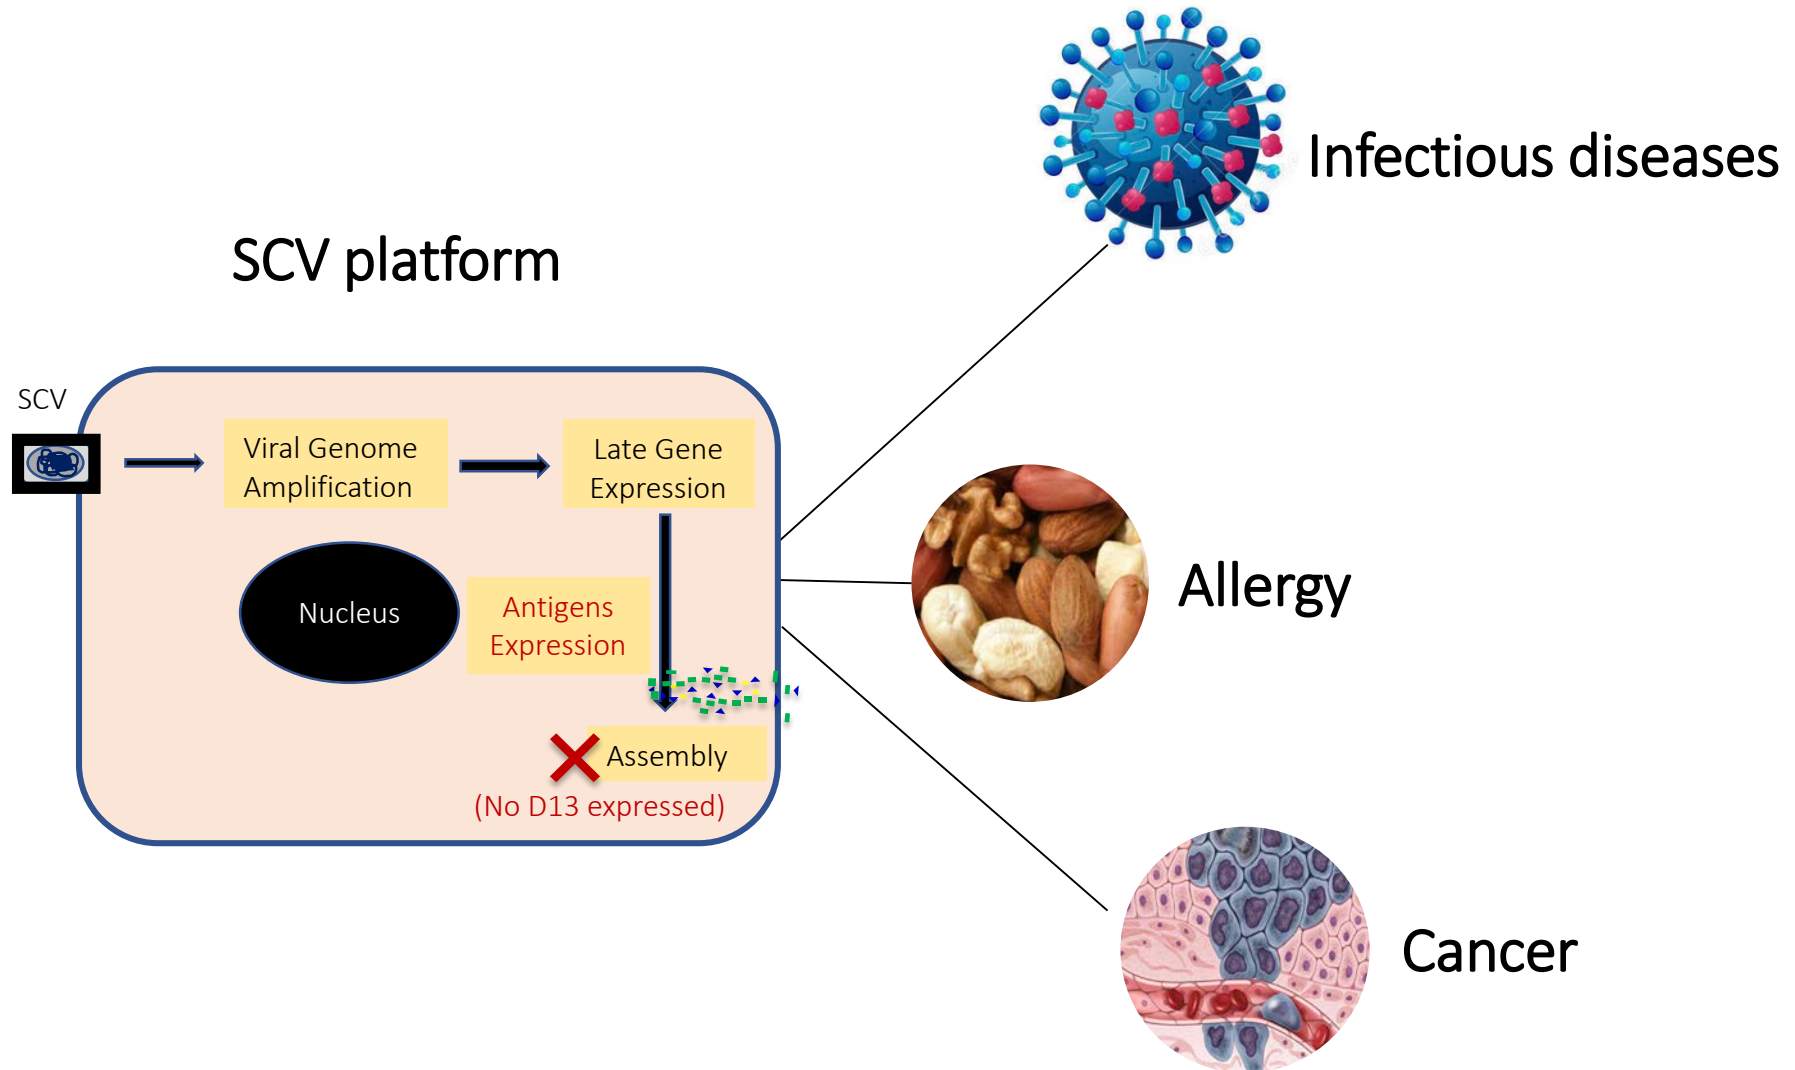 Infectious diseases
SCV platform
SCV
Viral Genome
Amplification
Late Gene
Expression
Nucleus
Antigens
Expression
Allergy
Assembly
(No D13 expressed)
Cancer